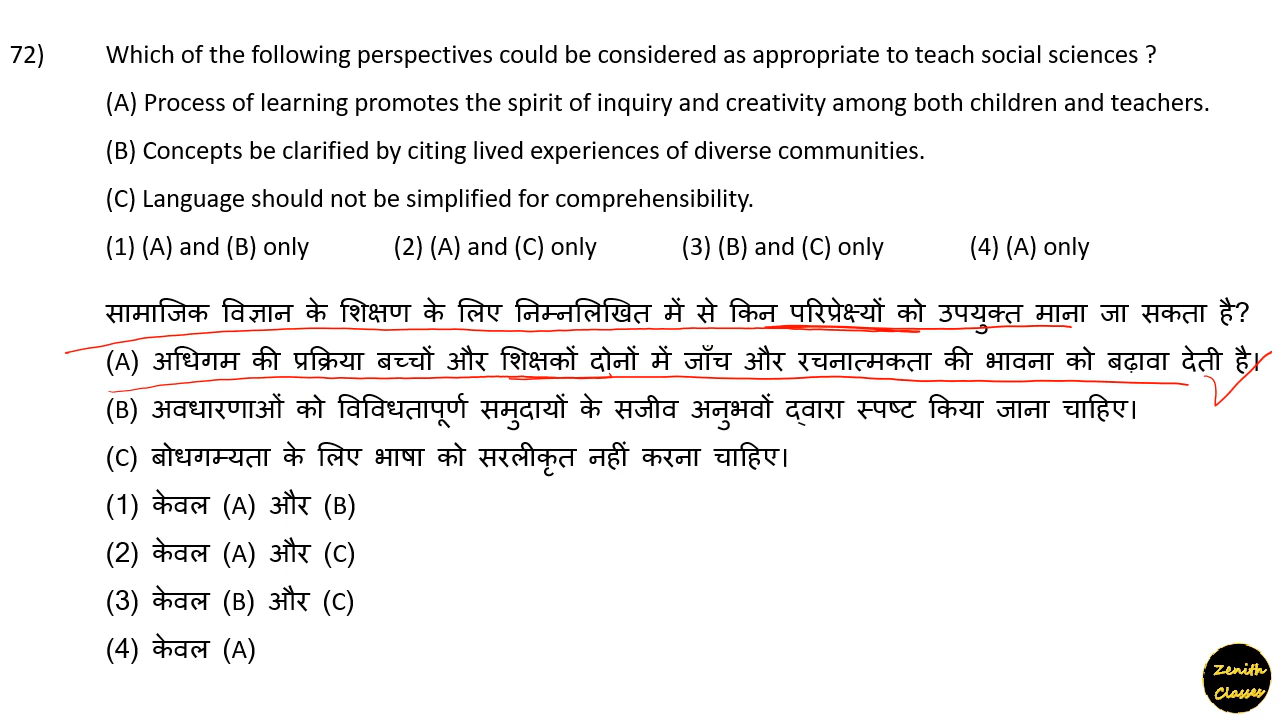 72) Which of the following perspectives could be considered as appropriate to teach social sciences ?
(A) Process of learning promotes the spirit of inquiry and creativity among both children and teachers.
(B) Concepts be clarified by citing lived experiences of diverse communities.
(C) Language should not be simplified for comprehensibility.
(1) (A) and (B) only (2) (A) and (C) only (3) (B) and (C) only (4) (A) only
सामाजिक विज्ञान के शिक्षण के लिए निम्नलिखित में से किन परिप्रेक्ष्यों को उपयुक्त माना जा सकता है?
(A) अधिगम की प्रक्रिया बच्चों और शिक्षकों दोनों में जाँच और रचनात्मकता की भावना को बढ़ावा देती है।
(B) अवधारणाओं को विविधतापूर्ण समुदायों के सजीव अनुभवों द्वारा स्पष्ट किया जाना चाहिए।
(C) बोधगम्यता के लिए भाषा को सरलीकृत नहीं करना चाहिए।
(1) केवल (A) और (B)
(2) केवल (A) और (C)
(3) केवल (B) और (C)
(4) केवल (A)
Zenith
Classes